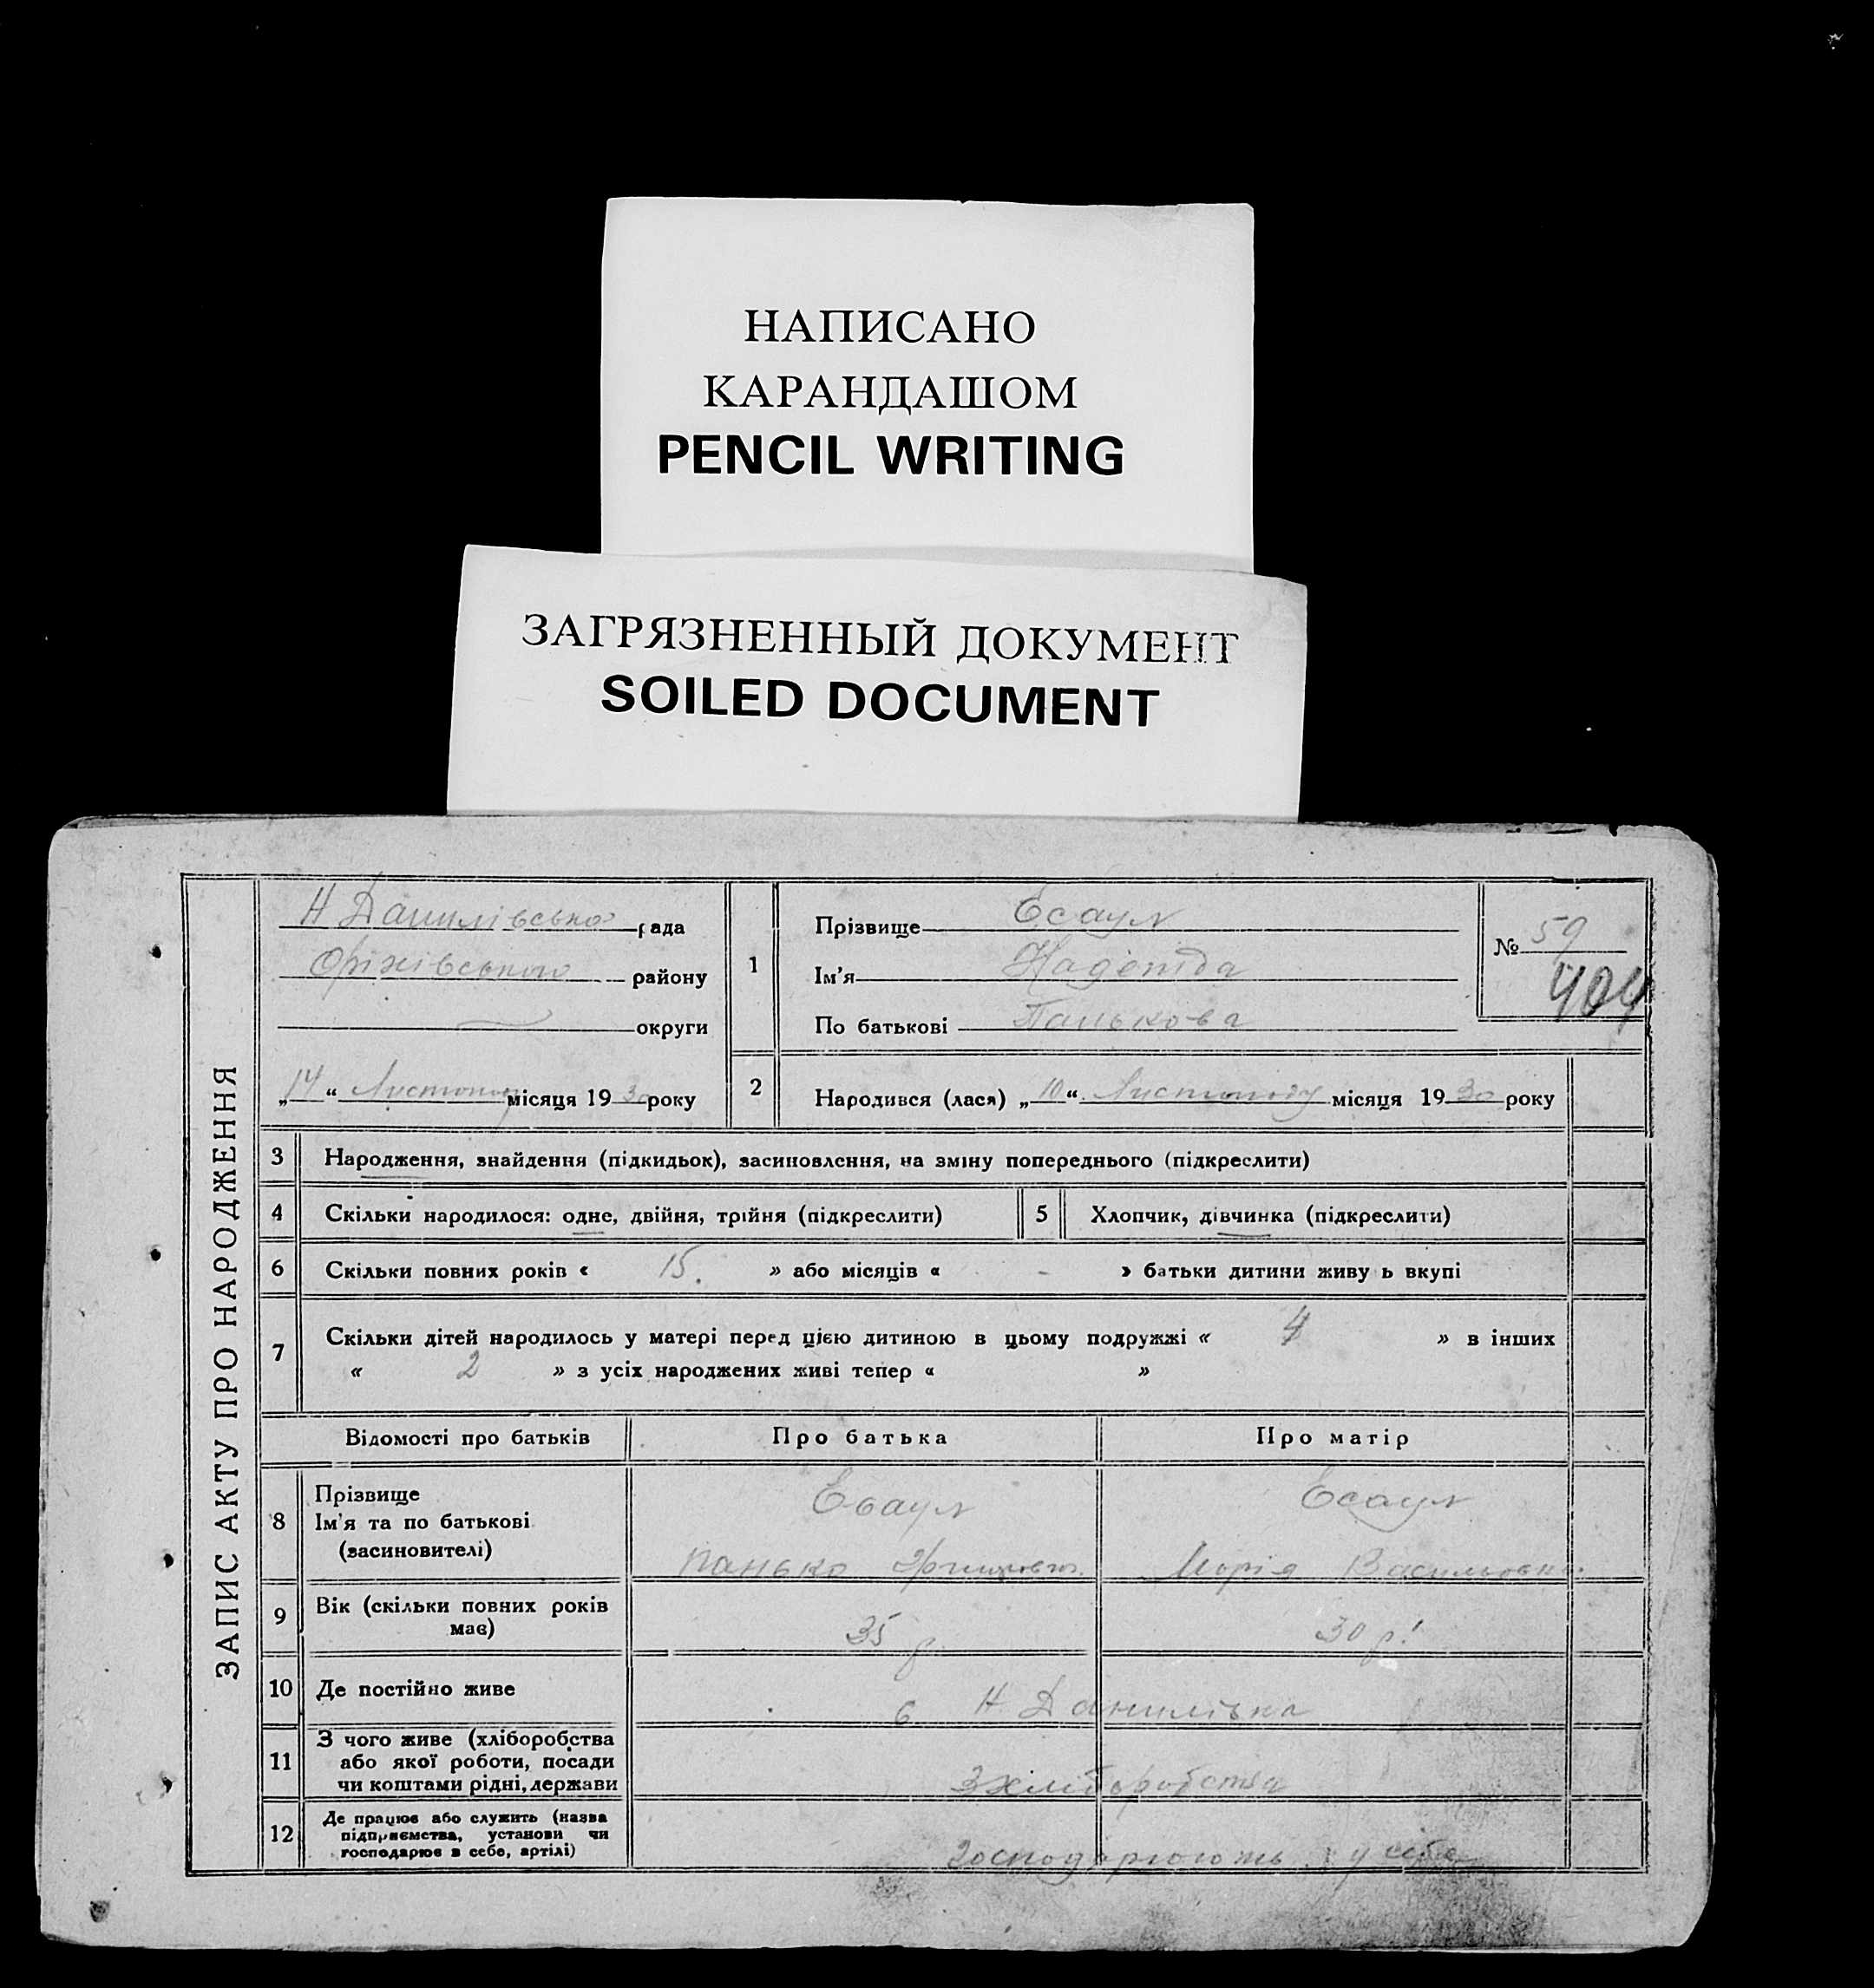 НАПИСАНО
КАРАНДАШОМ
PENCIL WRITING
ЗАГРЯЗНЕННЫЙ ДОКУМЕНТ
SOILED DOCUMENT
ЗАПИС АКТУ ПРО НАРОДЖЕННЯ
Н Данилівська рада
Оріхівського району
округи
„14“ Листопад місяця 1930 року
1
Прізвище Есаул
Ім'я Надежда
По батькові Панькова
№ 59
404
2 Народився (лася) „10“ Листопаду місяця 1930 року
3 Народження, знайдення (підкидьок), засиновлення, на зміну попереднього (підкреслити)
4 Скільки народилося: одне, двійня, трійня (підкреслити)
5 Хлопчик, дівчинка (підкреслити)
6 Скільки повних років « 15. » або місяців « - » батьки дитини живу ь вкупі
7 Скільки дітей народилось у матері перед цією дитиною в цьому подружжі « 4 » в інших
« 2 » з усіх народжених живі тепер « »
Відомості про батьків Про батька Про матір
8 Прізвище Есаул Есаул
Ім'я та по батькові
(засиновителі) Панько Марія
9 Вік (скільки повних років
має) 35 р 30 р!
10 Де постійно живе в Н Данилівка
11 З чого живе (хліборобства
або якої роботи, посади
чи коштами рідні, держави З хліборобства
12 Де працює або служить (назва
підприємства, установи чи
господарює в себе, артілі) Господарюють у себе